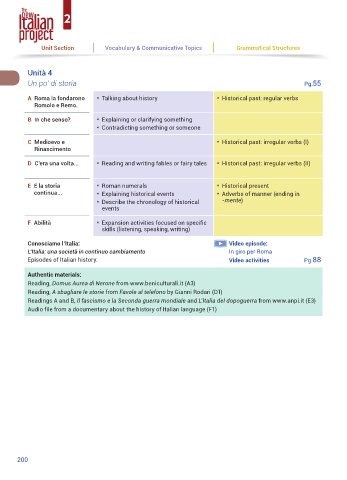 The
new
Italian
project
2
Unit Section Vocabulary & Communicative Topics Grammatical Structures
Unità 4
Un po' di storia Pg.55
A Roma la fondarono • Talking about history • Historical past: regular verbs
Romolo e Remo.
B In che senso? • Explaining or clarifying something
• Contradicting something or someone
C Medioevo e • Historical past: irregular verbs (I)
Rinascimento
D C'era una volta... • Reading and writing fables or fairy tales • Historical past: irregular verbs (II)
E E la storia • Roman numerals • Historical present
continua... • Explaining historical events • Adverbs of manner (ending in
• Describe the chronology of historical -mente)
events
F Abilità • Expansion activities focused on specific
skills (listening, speaking, writing)
Conosciamo l'Italia: Video episode:
L'Italia: una società in continuo cambiamento In giro per Roma
Episodes of Italian history. Video activities Pg.88
Authentic materials:
Reading, Domus Aurea di Nerone from www.beniculturali.it (A3)
Reading, A sbagliare le storie from Favole al telefono by Gianni Rodari (D1)
Readings A and B, Il fascismo e la Seconda guerra mondiale and L'Italia del dopoguerra from www.anpi.it (E3)
Audio file from a documentary about the history of Italian language (F1)
200